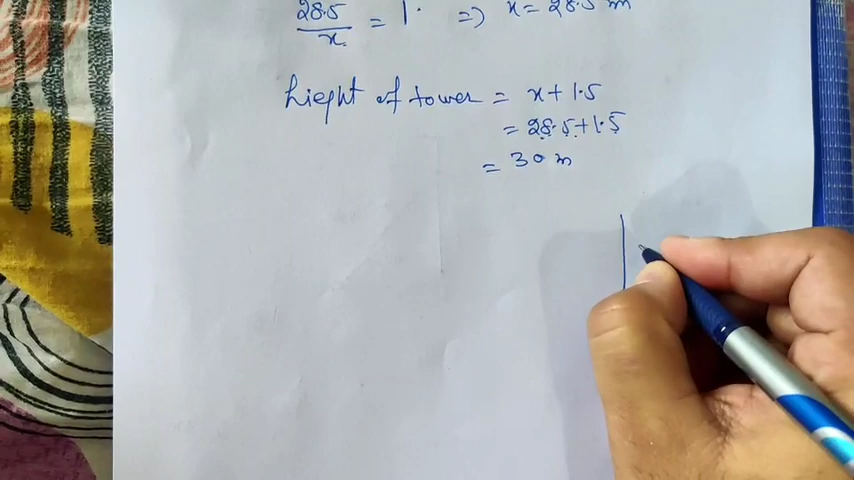 28.5/x = 1. => x = 28.5 m
hieght of tower = x + 1.5
= 28.5 + 1.5
= 30 m